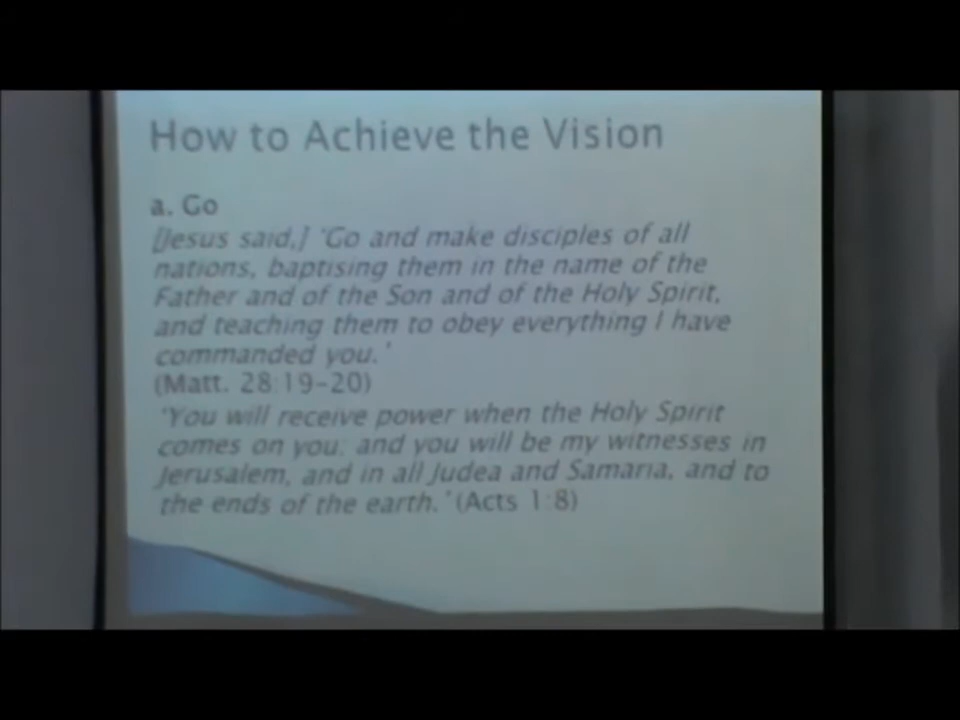 How to Achieve the Vision
a. Go
[Jesus said,] 'Go and make disciples of all
nations, baptising them in the name of the
Father and of the Son and of the Holy Spirit,
and teaching them to obey everything I have
commanded you.'
(Matt. 28:19-20)
'You will receive power when the Holy Spirit
comes on you; and you will be my witnesses in
Jerusalem, and in all Judea and Samaria, and to
the ends of the earth.' (Acts 1:8)